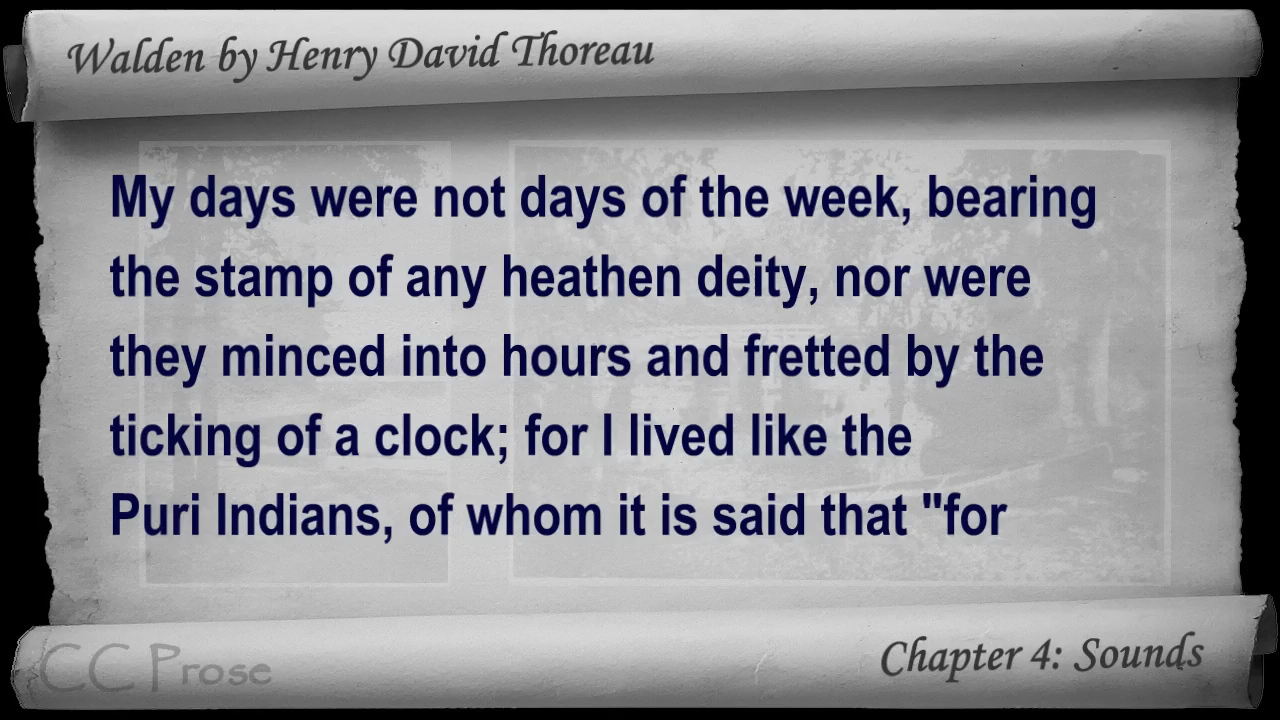 Walden by Henry David Thoreau
My days were not days of the week, bearing
the stamp of any heathen deity, nor were
they minced into hours and fretted by the
ticking of a clock; for I lived like the
Puri Indians, of whom it is said that "for
CC Prose
Chapter 4: Sounds